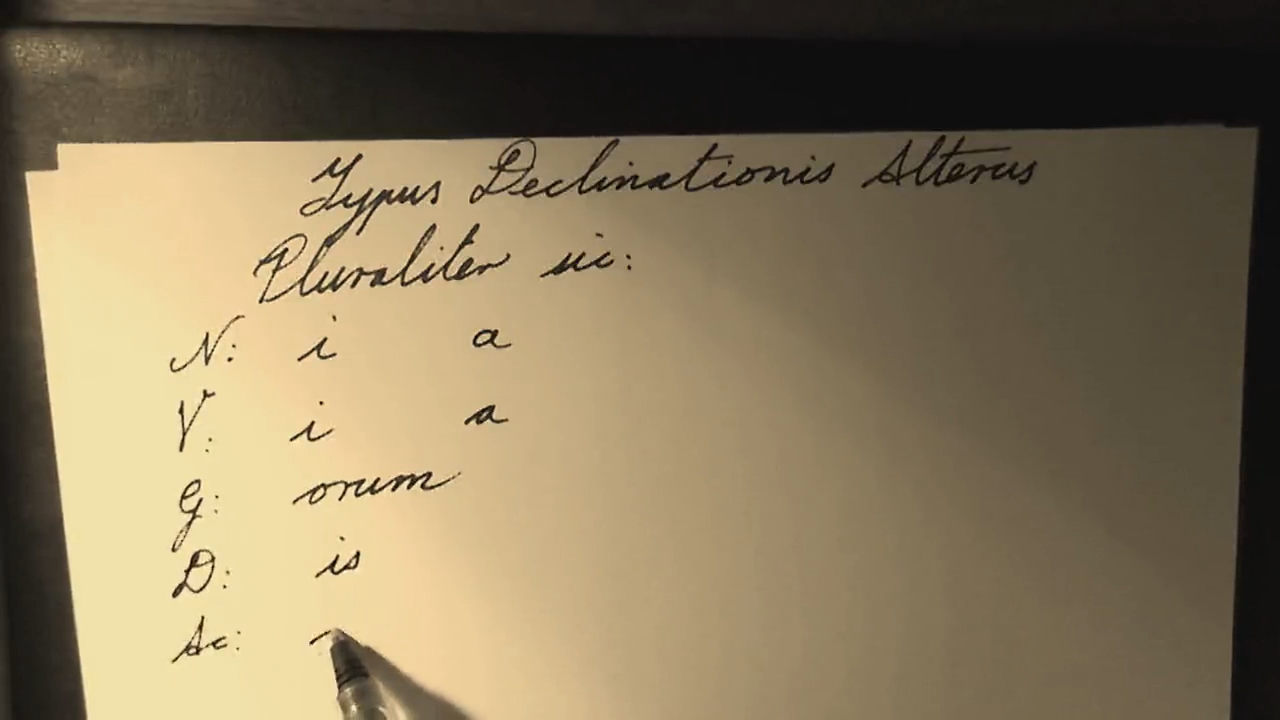 Typus Declinationis Alterus
Pluraliter sic:
N: i a
V: i a
G: orum
D: is
Ac: